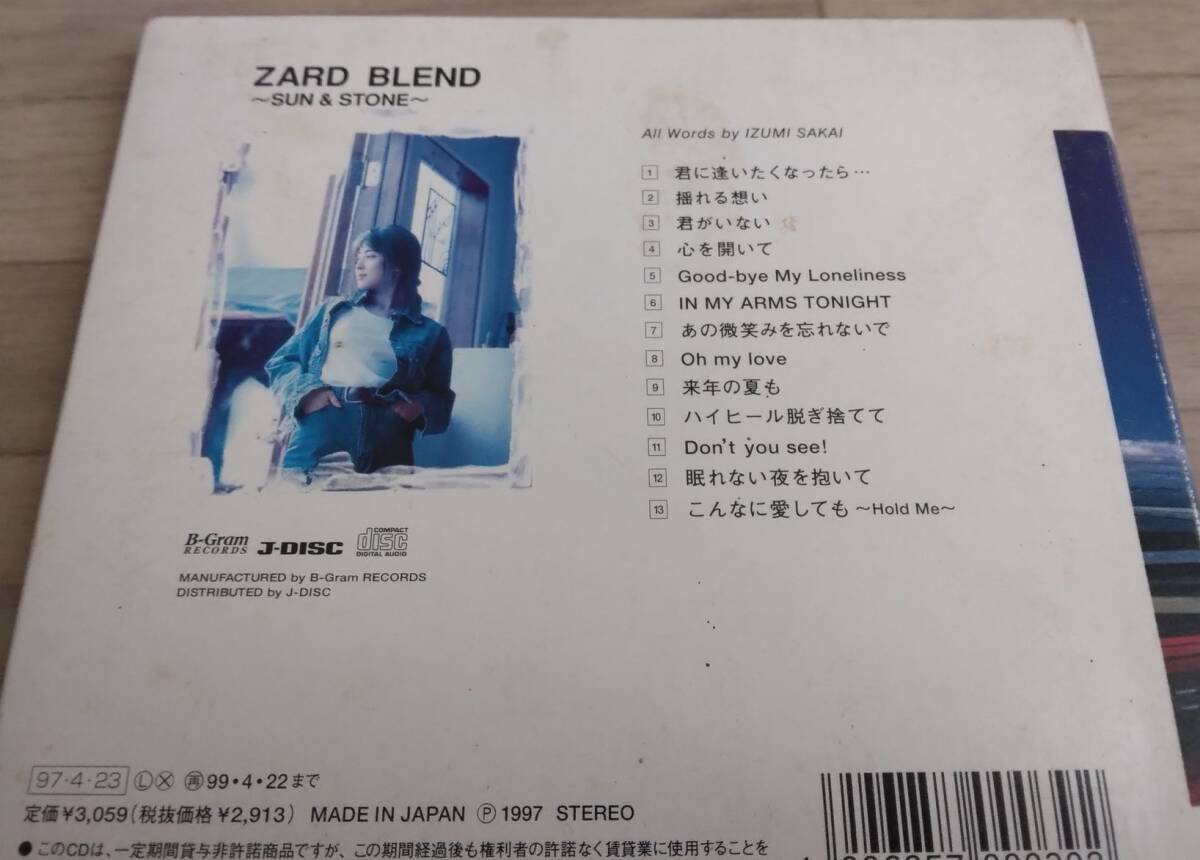 ZARD BLEND
～SUN & STONE～
All Words by IZUMI SAKAI
1 君に逢いたくなったら…
2 揺れる想い
3 君がいない
4 心を開いて
5 Good-bye My Loneliness
6 IN MY ARMS TONIGHT
7 あの微笑みを忘れないで
8 Oh my love
9 来年の夏も
10 ハイヒール脱ぎ捨てて
11 Don't you see!
12 眠れない夜を抱いて
13 こんなに愛しても ～Hold Me～
B-Gram RECORDS J-DISC COMPACT disc DIGITAL AUDIO
MANUFACTURED by B-Gram RECORDS
DISTRIBUTED by J-DISC
97・4・23 Ⓛ Ⓧ ㊞99・4・22まで
定価¥3,059(税抜価格¥2,913) MADE IN JAPAN Ⓟ 1997 STEREO
●このCDは、一定期間貸与非許諾商品ですが、この期間経過後も権利者の許諾なく賃貸業に使用することを